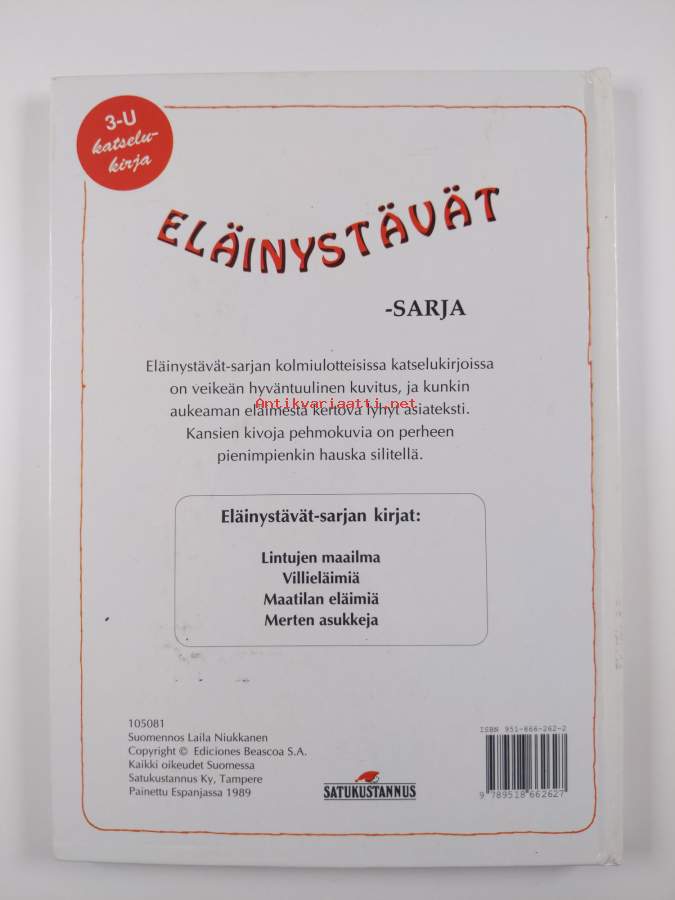 3-U
katselu-
kirja
ELÄINYSTÄVÄT
-SARJA
Eläinystävät-sarjan kolmiulotteisissa katselukirjoissa
on veikeän hyväntuulinen kuvitus, ja kunkin
Antikvariaatti.net
aukeaman eläimestä kertova lyhyt asiateksti.
Kansien kivoja pehmokuvia on perheen
pienimpienkin hauska silitellä.
Eläinystävät-sarjan kirjat:
Lintujen maailma
Villieläimiä
Maatilan eläimiä
Merten asukkeja
105081
Suomennos Laila Niukkanen
Copyright © Ediciones Beascoa S.A.
Kaikki oikeudet Suomessa
Satukustannus Ky, Tampere
Painettu Espanjassa 1989
SATUKUSTANNUS
ISBN 951-866-262-2
9 789518 662627